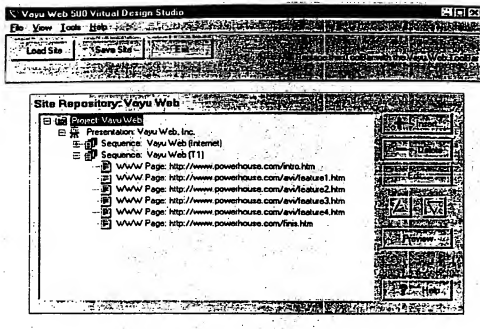 Vayu Web 500 Virtual Design Studio
File View Tools Help
Load Site Save Site Exit
Site Repository: Vayu Web
Project: Vayu Web
Presentation: Vayu Web, Inc.
Sequence: Vayu Web (Internet)
Sequence: Vayu Web (T1)
WWW Page: http://www.powerhouse.com/intro.htm
WWW Page: http://www.powerhouse.com/avi/feature1.htm
WWW Page: http://www.powerhouse.com/avi/feature2.htm
WWW Page: http://www.powerhouse.com/avi/feature3.htm
WWW Page: http://www.powerhouse.com/avi/feature4.htm
WWW Page: http://www.powerhouse.com/finis.htm
Preview
Help